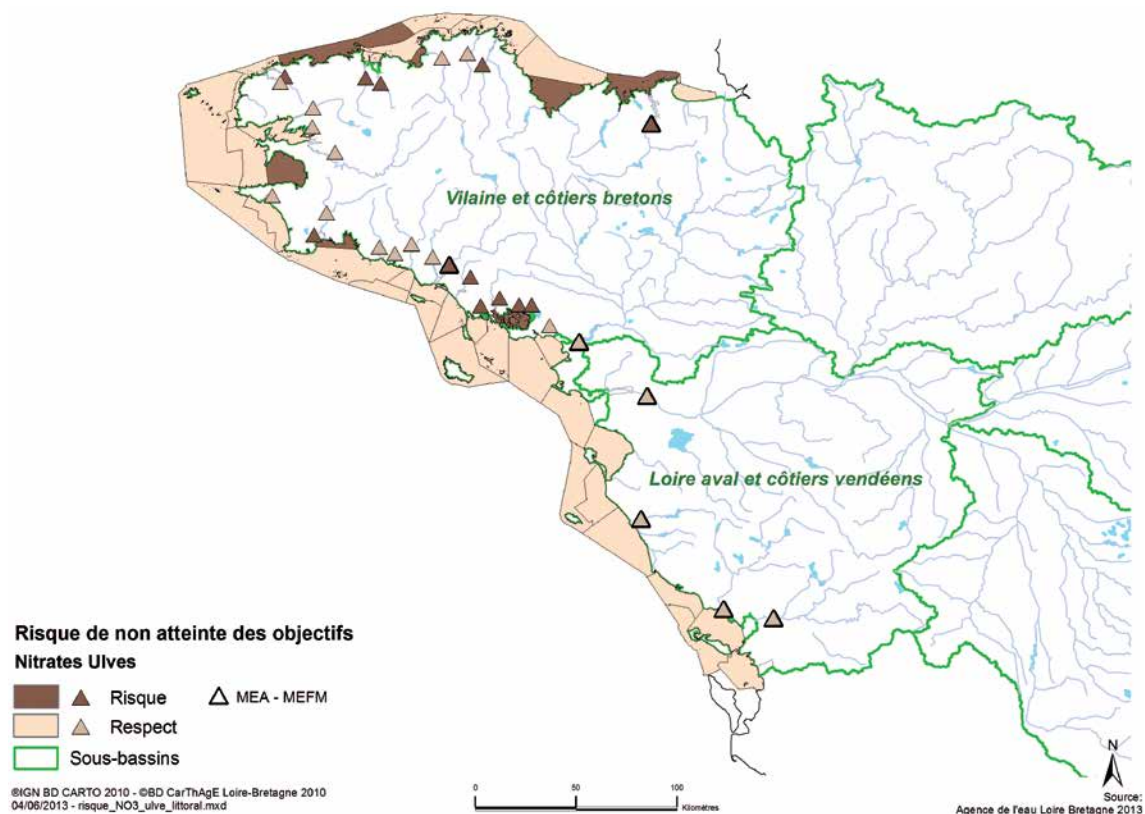 Vilaine et côtiers bretons
Loire aval et côtiers vendéens
Risque de non atteinte des objectifs
Nitrates Ulves
Risque
MEA - MEFM
Respect
Sous-bassins
®IGN BD CARTO 2010 - ©BD CarThAgE Loire-Bretagne 2010
04/06/2013 - risque_NO3_ulve_littoral.mxd
0 50 100
Kilomètres
N
Source:
Agence de l'eau Loire Bretagne 2013